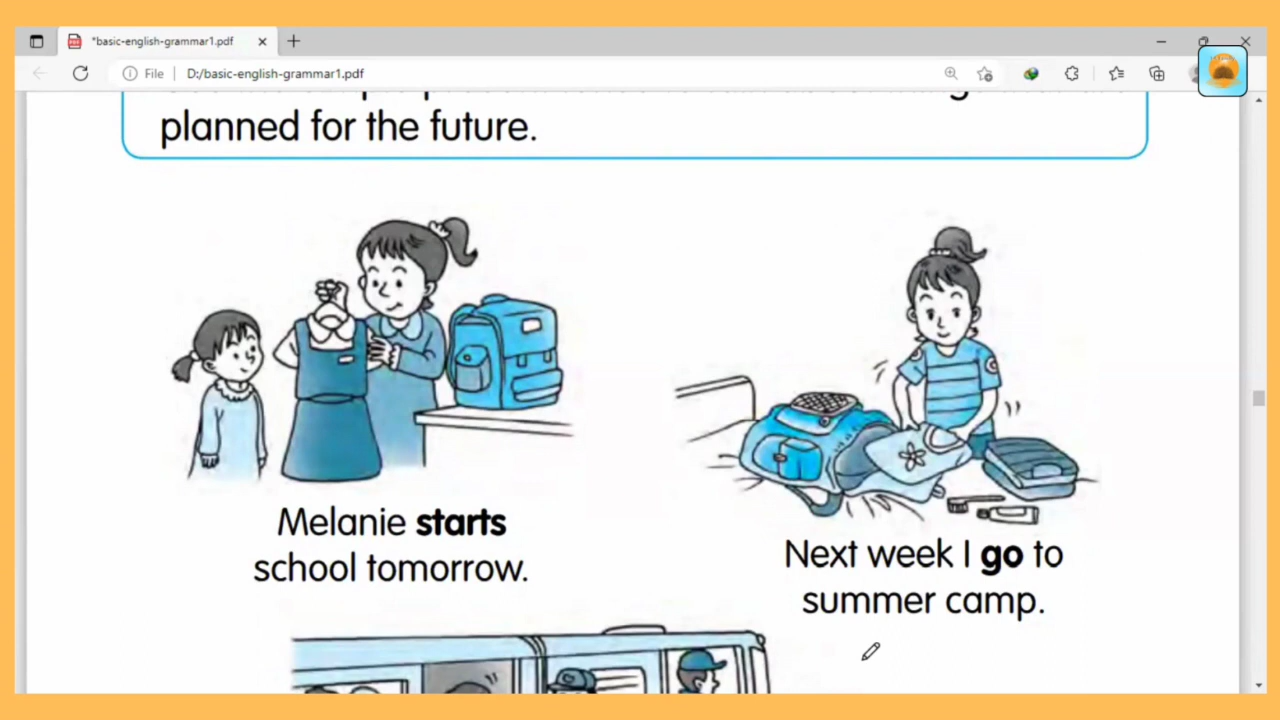 *basic-english-grammar1.pdf
File
D:/basic-english-grammar1.pdf
planned for the future.
Melanie starts
school tomorrow.
Next week I go to
summer camp.